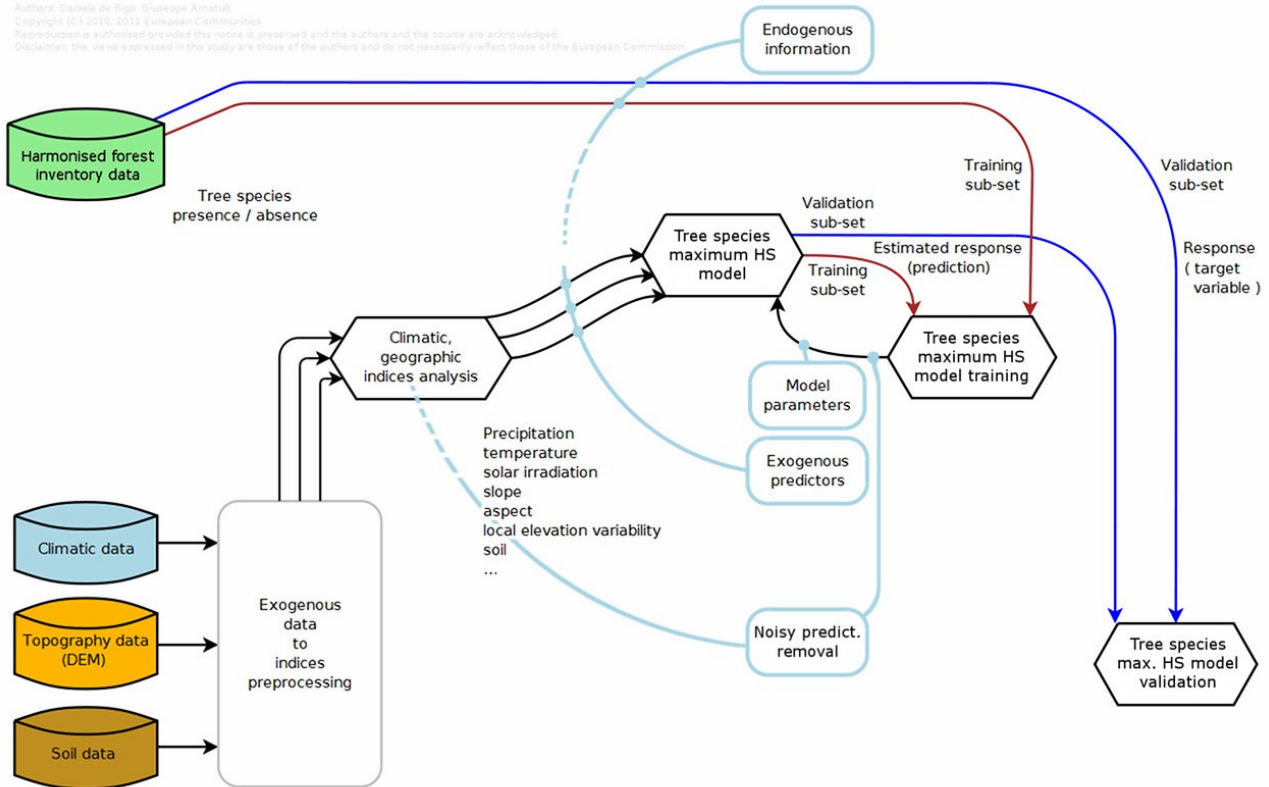 Authors: Daniele de Rigo, Giuseppe Amatulli
Copyright (C) 2010, 2011 European Communities
Reproduction is authorised provided this notice is preserved and the authors and the source are acknowledged.
Disclaimer: the views expressed in this study are those of the authors and do not necessarily reflect those of the European Commission.
Endogenous
information
Harmonised forest
inventory data
Tree species
presence / absence
Training
sub-set
Validation
sub-set
Validation
sub-set
Tree species
maximum HS
model
Estimated response
(prediction)
Training
sub-set
Response
( target
variable )
Climatic,
geographic
indices analysis
Tree species
maximum HS
model training
Model
parameters
Precipitation
temperature
solar irradiation
slope
aspect
local elevation variability
soil
...
Exogenous
predictors
Climatic data
Topography data
(DEM)
Soil data
Exogenous
data
to
indices
preprocessing
Noisy predict.
removal
Tree species
max. HS model
validation